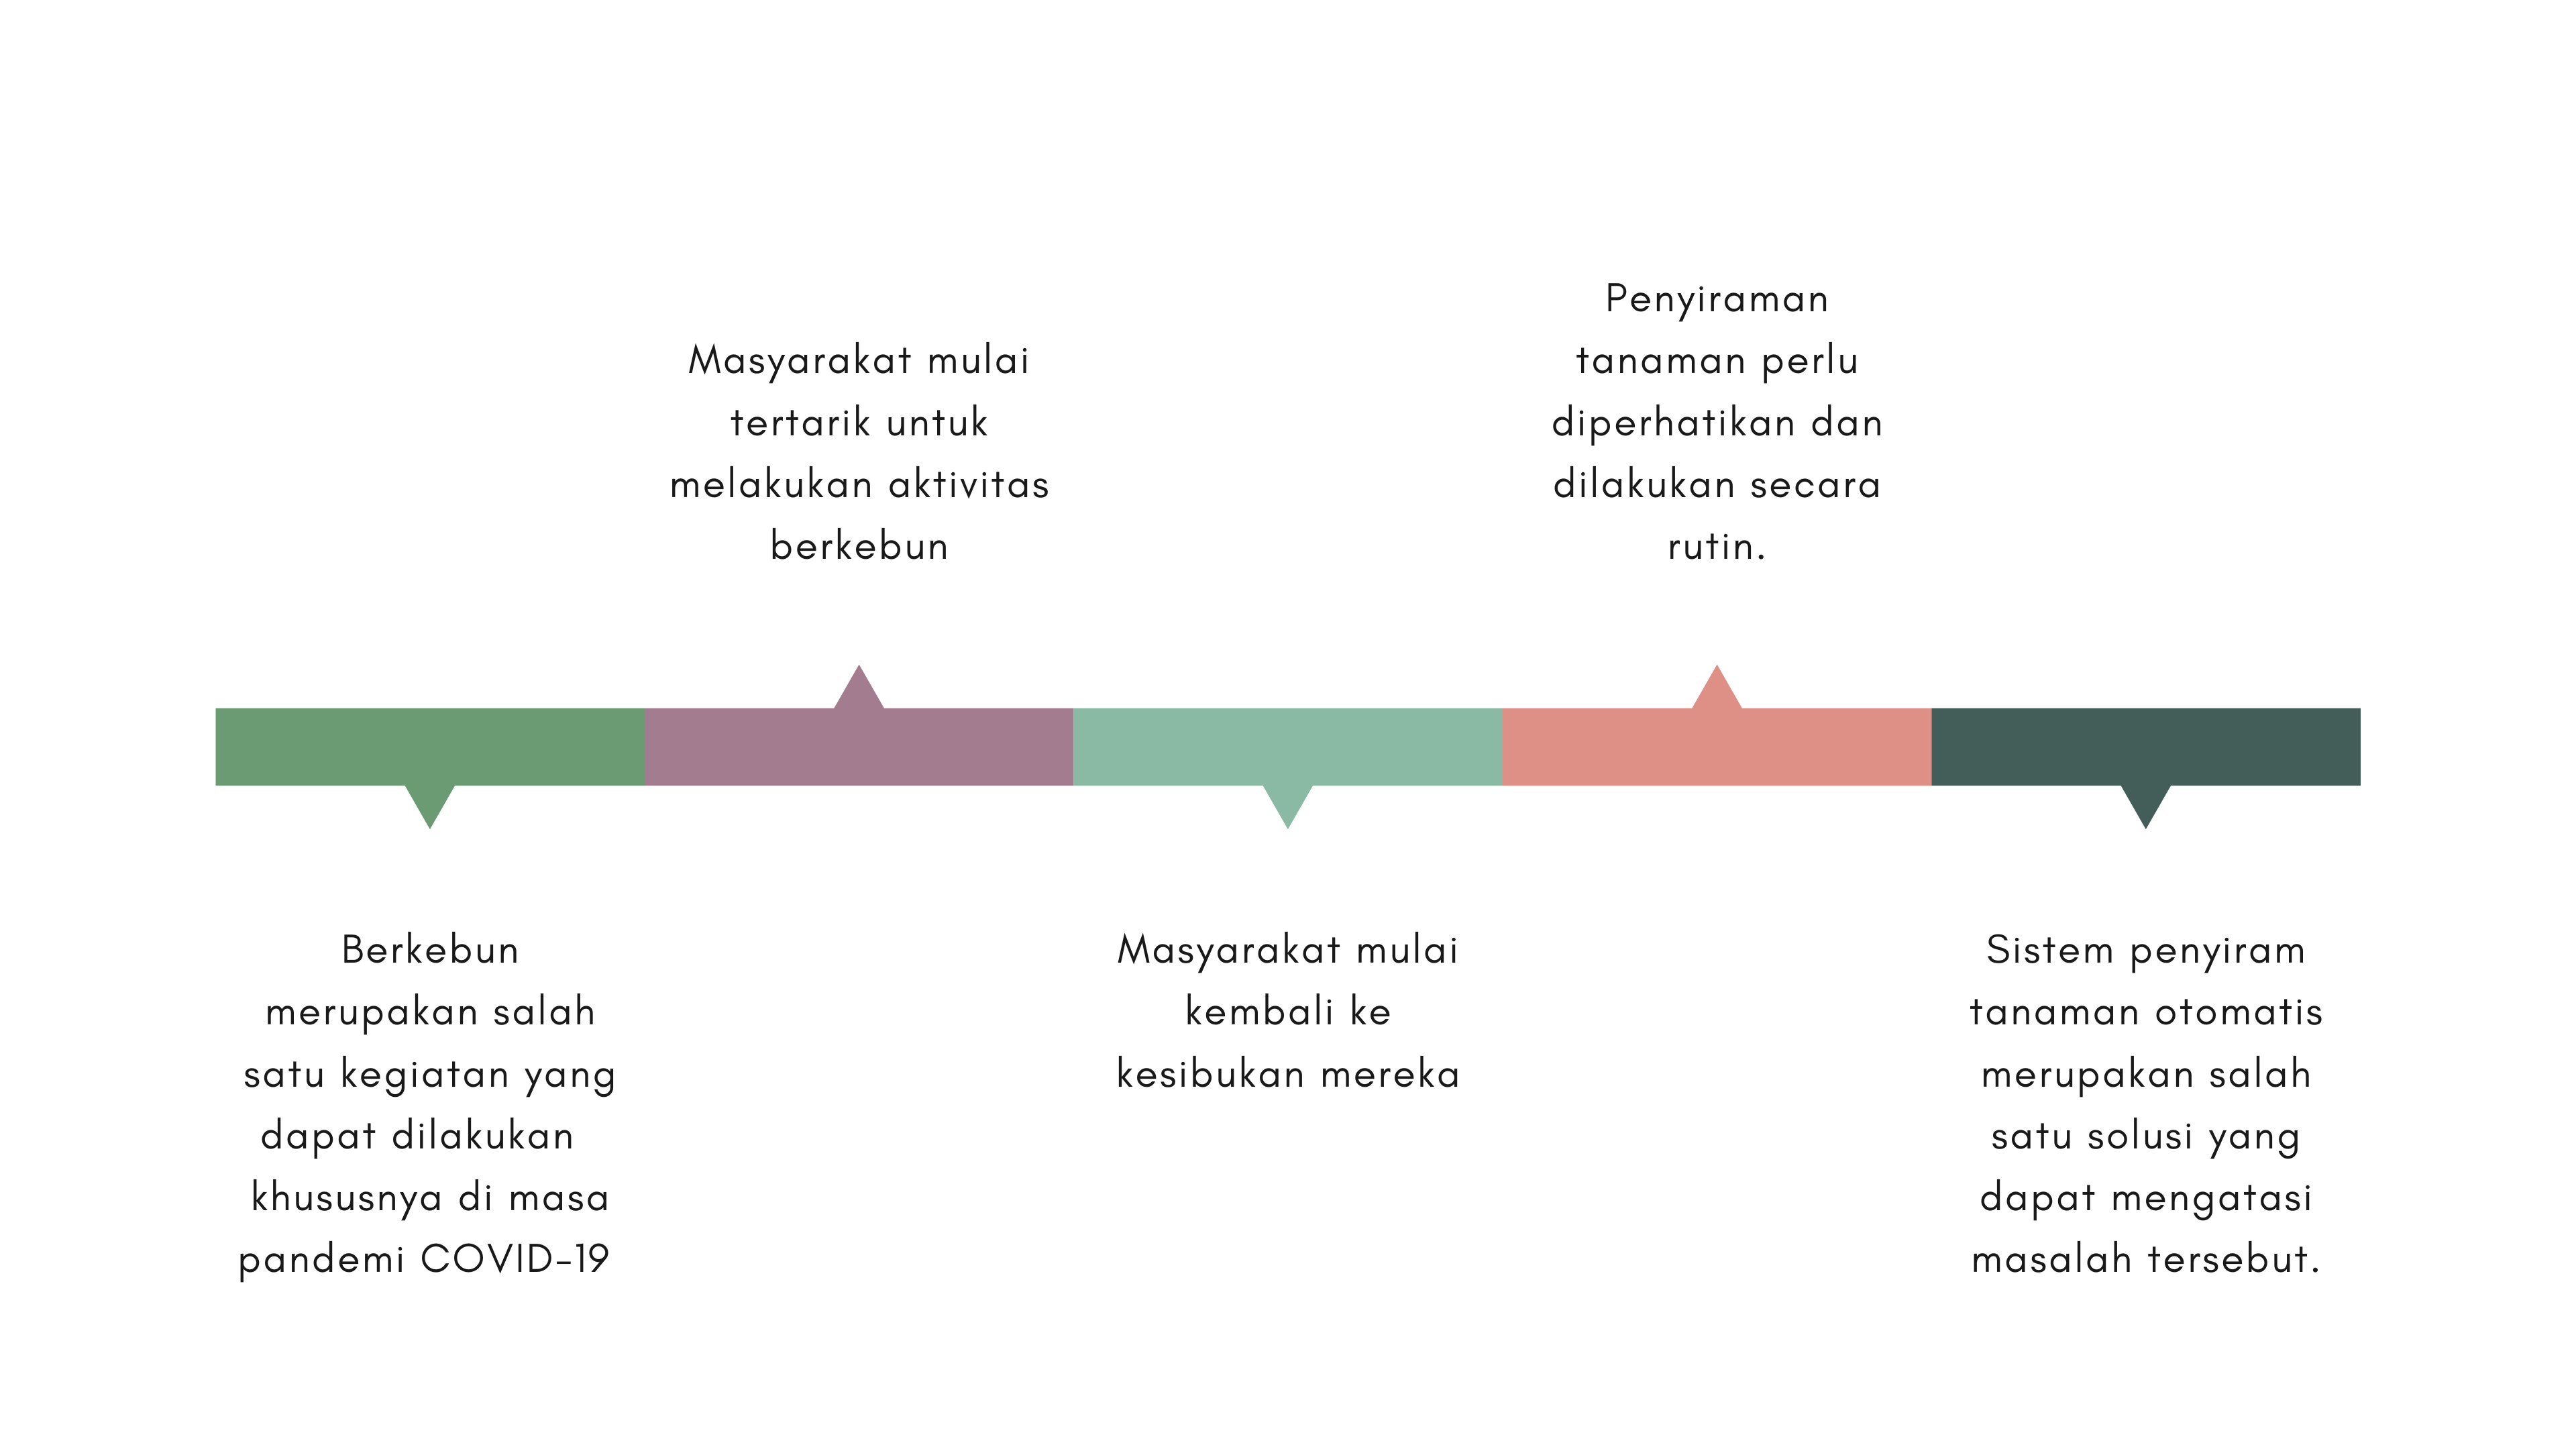 Berkebun
merupakan salah
satu kegiatan yang
dapat dilakukan
khususnya di masa
pandemi COVID-19
Masyarakat mulai
tertarik untuk
melakukan aktivitas
berkebun
Masyarakat mulai
kembali ke
kesibukan mereka
Penyiraman
tanaman perlu
diperhatikan dan
dilakukan secara
rutin.
Sistem penyiram
tanaman otomatis
merupakan salah
satu solusi yang
dapat mengatasi
masalah tersebut.